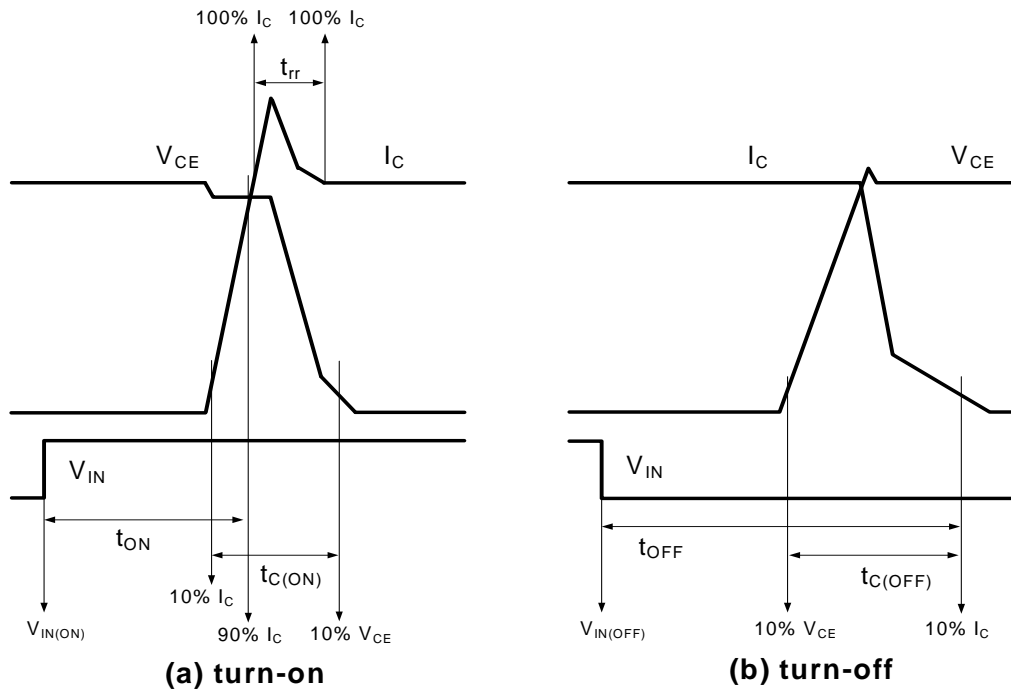 100% I_C 100% I_C
t_rr
V_CE I_C
I_C V_CE
V_IN
V_IN
t_ON
t_OFF
t_C(ON)
t_C(OFF)
10% I_C
V_IN(ON)
90% I_C
10% V_CE
V_IN(OFF)
10% V_CE
10% I_C
(a) turn-on
(b) turn-off